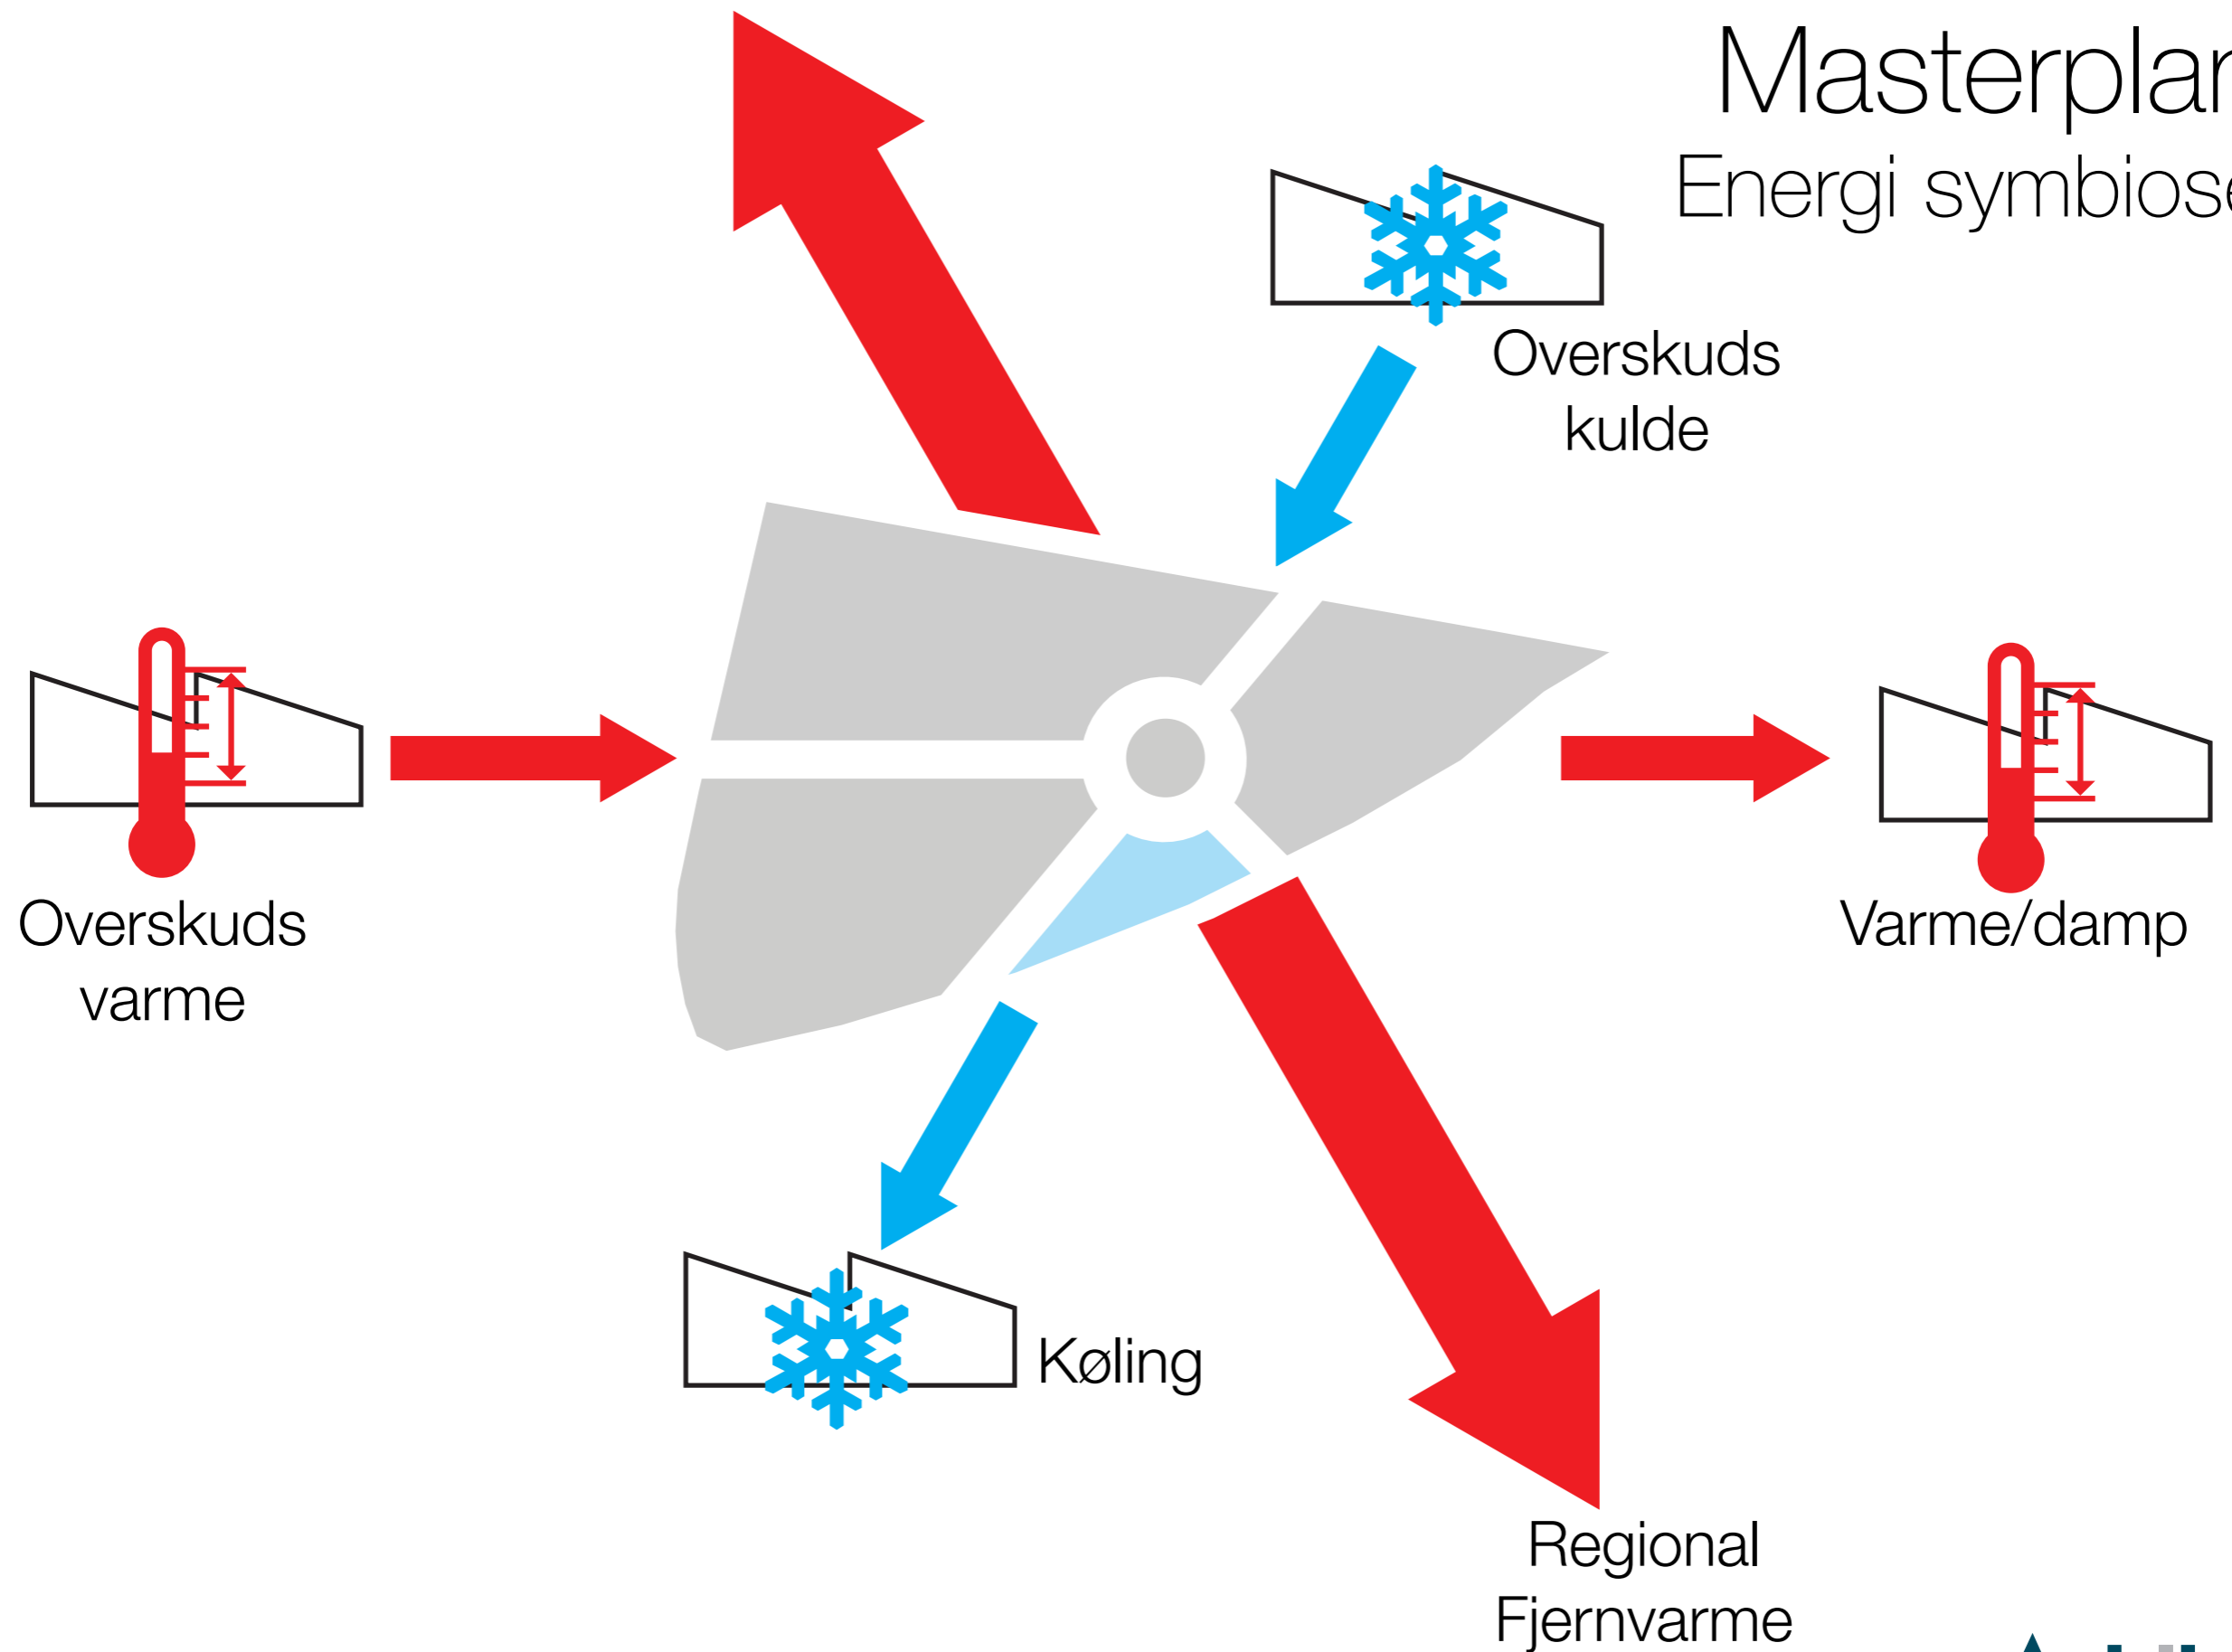 Masterplan
Energi symbiose
Overskuds
kulde
Overskuds
varme
Varme/damp
Køling
Regional
Fjernvarme